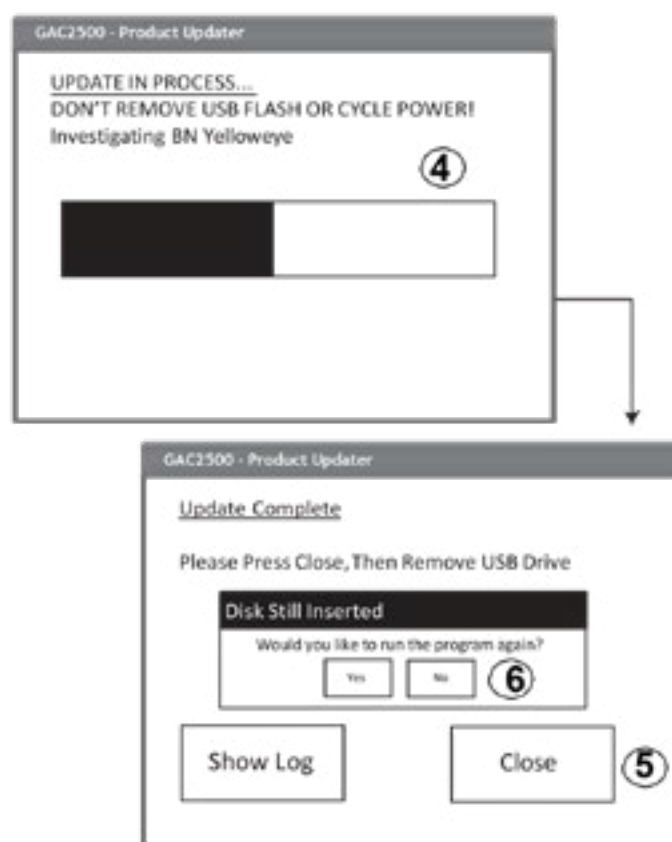 GAC2500 - Product Updater
UPDATE IN PROCESS...
DON'T REMOVE USB FLASH OR CYCLE POWER!
Investigating BN Yelloweye
4
GAC2500 - Product Updater
Update Complete
Please Press Close, Then Remove USB Drive
Disk Still Inserted
Would you like to run the program again?
Yes No 6
Show Log Close 5